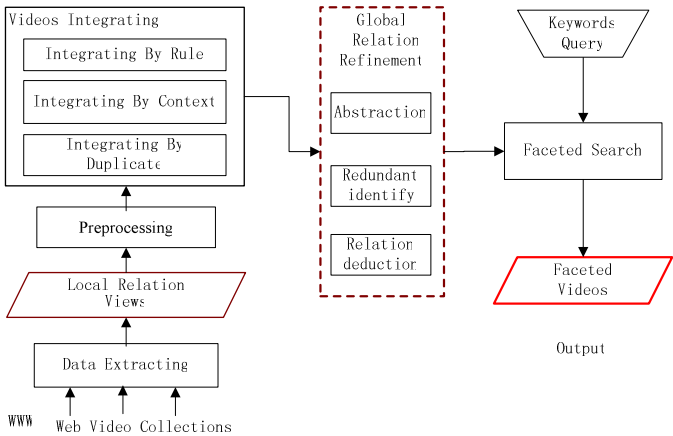 Videos Integrating
Integrating By Rule
Integrating By Context
Integrating By
Duplicate
Preprocessing
Local Relation
Views
Data Extracting
WWW
Web Video Collections
Global
Relation
Refinement
Abstraction
Redundant
identify
Relation
deduction
Keywords
Query
Faceted Search
Faceted
Videos
Output